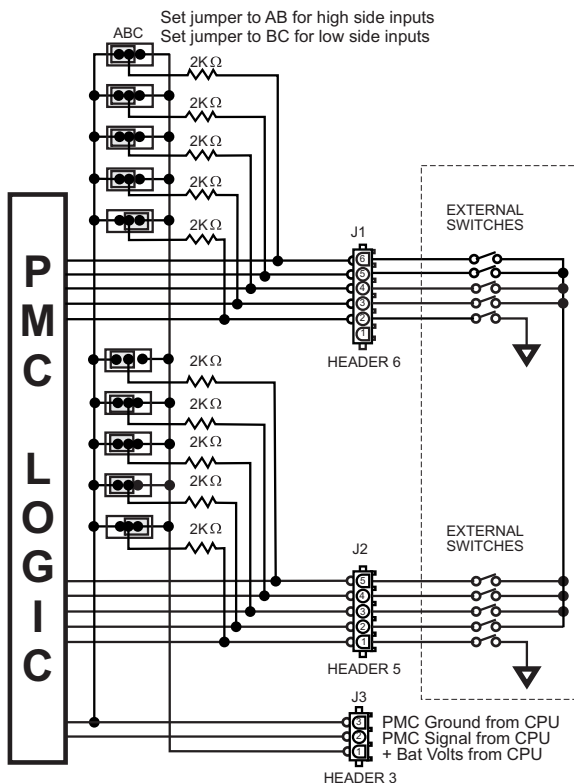 Set jumper to AB for high side inputs
Set jumper to BC for low side inputs
ABC
2KΩ
2KΩ
2KΩ
2KΩ
2KΩ
PMC LOGIC
J1
6
5
4
3
2
1
HEADER 6
EXTERNAL
SWITCHES
2KΩ
2KΩ
2KΩ
2KΩ
2KΩ
J2
5
4
3
2
1
HEADER 5
EXTERNAL
SWITCHES
J3
3
2
1
PMC Ground from CPU
PMC Signal from CPU
+ Bat Volts from CPU
HEADER 3